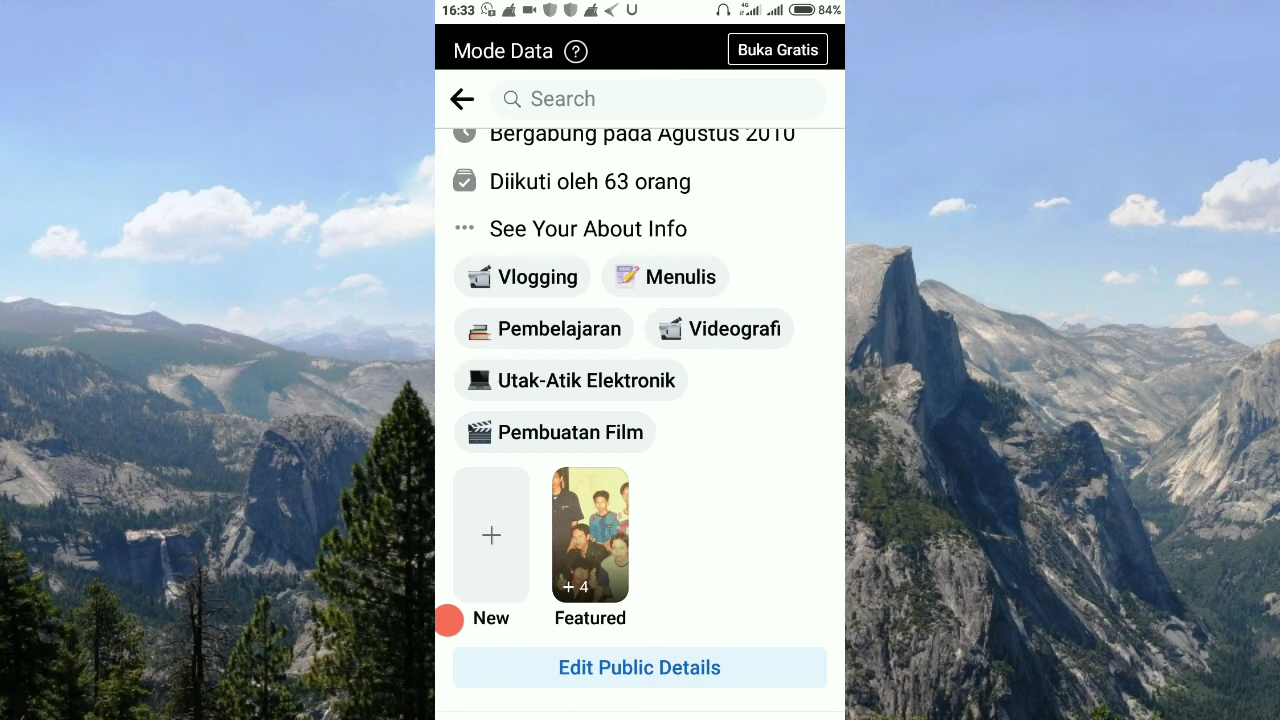 16:33 4G 84%
Mode Data ? Buka Gratis
Search
Bergabung pada Agustus 2010
Diikuti oleh 63 orang
See Your About Info
Vlogging Menulis
Pembelajaran Videografi
Utak-Atik Elektronik
Pembuatan Film
+ 4
New Featured
Edit Public Details